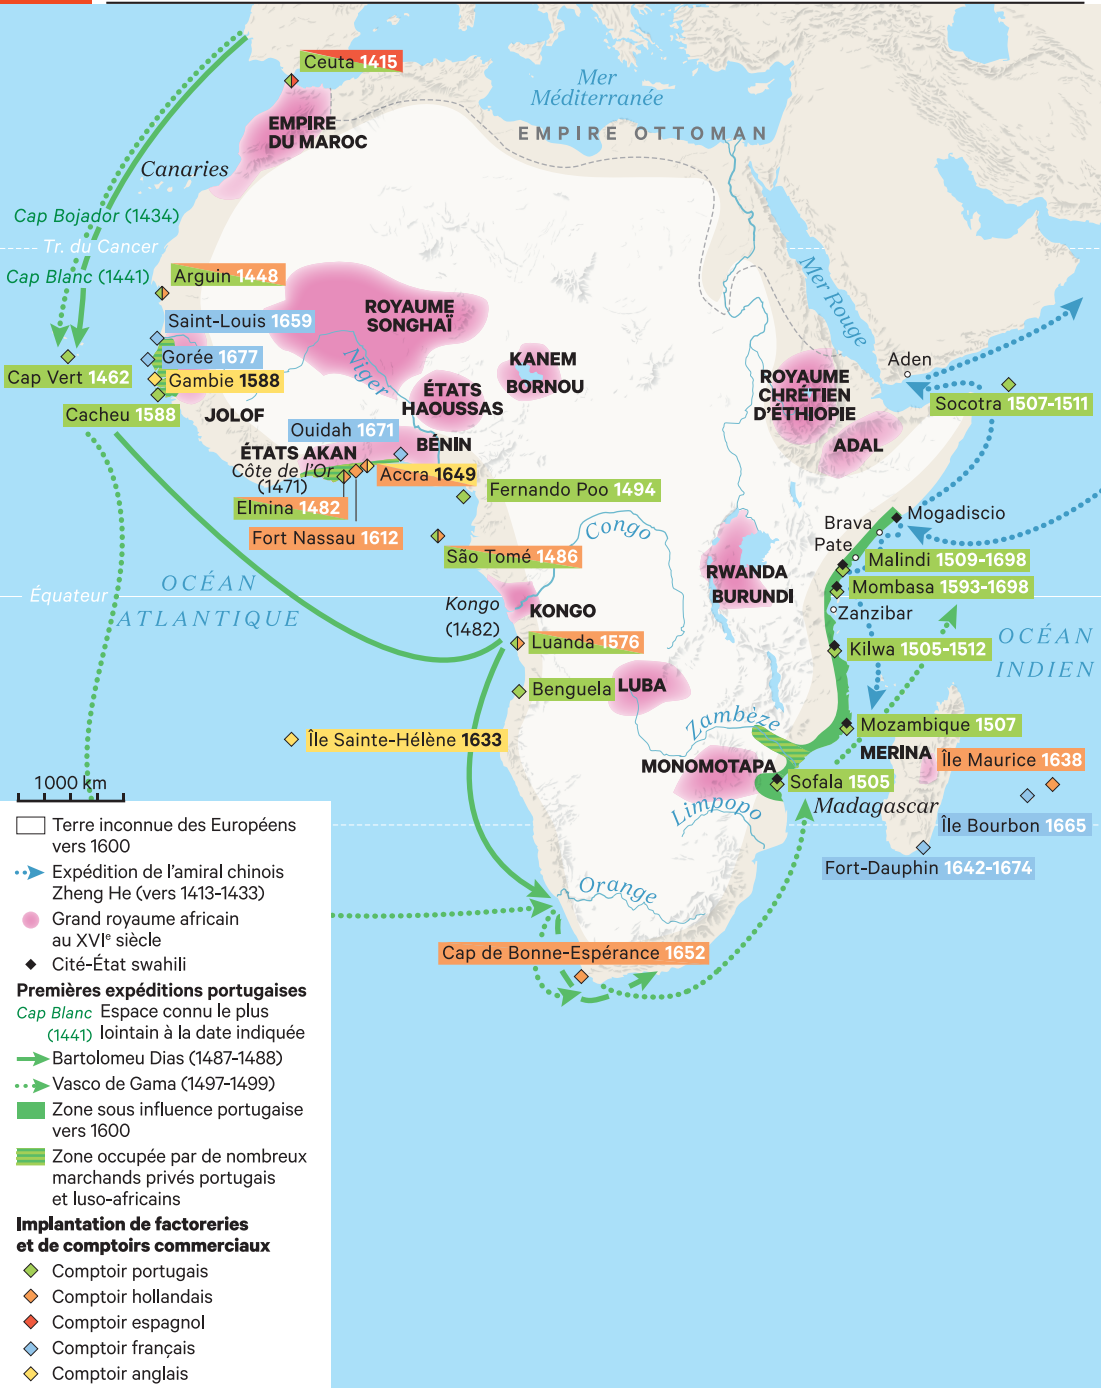 Ceuta 1415
Mer
Méditerranée
EMPIRE
DU MAROC
EMPIRE OTTOMAN
Canaries
Cap Bojador (1434)
Tr. du Cancer
Cap Blanc (1441)
Arguin 1448
Mer Rouge
ROYAUME
SONGHAÏ
Saint-Louis 1659
Gorée 1677
Cap Vert 1462
Gambie 1588
Cacheu 1588
JOLOF
Niger
KANEM
BORNOU
ÉTATS
HAOUSSAS
Aden
ROYAUME
CHRÉTIEN
D'ÉTHIOPIE
Socotra 1507-1511
ADAL
Ouidah 1671
BÉNIN
ÉTATS AKAN
Côte de l'Or
(1471)
Accra 1649
Elmina 1482
Fernando Poo 1494
Fort Nassau 1612
São Tomé 1486
Congo
Mogadiscio
Brava
Pate
Malindi 1509-1698
Mombasa 1593-1698
Zanzibar
RWANDA
BURUNDI
OCÉAN
ATLANTIQUE
Équateur
Kongo
(1482)
KONGO
Luanda 1576
Kilwa 1505-1512
OCÉAN
INDIEN
Benguela
LUBA
Zambèze
Mozambique 1507
Île Sainte-Hélène 1633
MONOMOTAPA
MERINA
Île Maurice 1638
Sofala 1505
Limpopo
Madagascar
Île Bourbon 1665
Fort-Dauphin 1642-1674
Orange
Cap de Bonne-Espérance 1652
1000 km
Terre inconnue des Européens
vers 1600
Expédition de l'amiral chinois
Zheng He (vers 1413-1433)
Grand royaume africain
au XVIe siècle
Cité-État swahili
Premières expéditions portugaises
Cap Blanc Espace connu le plus
(1441) lointain à la date indiquée
Bartolomeu Dias (1487-1488)
Vasco de Gama (1497-1499)
Zone sous influence portugaise
vers 1600
Zone occupée par de nombreux
marchands privés portugais
et luso-africains
Implantation de factoreries
et de comptoirs commerciaux
Comptoir portugais
Comptoir hollandais
Comptoir espagnol
Comptoir français
Comptoir anglais